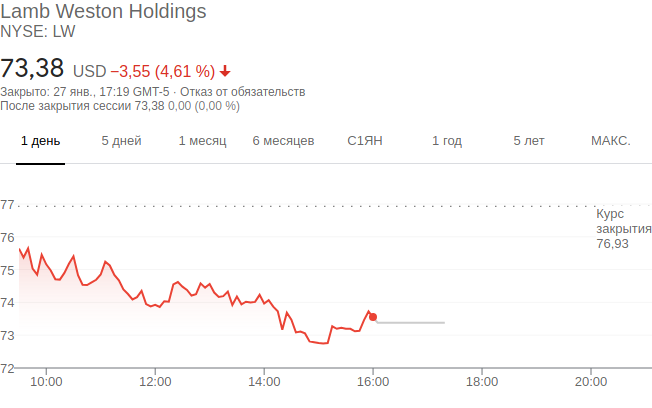 Lamb Weston Holdings
NYSE: LW
73,38 USD −3,55 (4,61 %)
Закрыто: 27 янв., 17:19 GMT-5 · Отказ от обязательств
После закрытия сессии 73,38 0,00 (0,00 %)
1 день 5 дней 1 месяц 6 месяцев С1ЯН 1 год 5 лет МАКС.
77
Курс
закрытия
76,93
76
75
74
73
72
10:00 12:00 14:00 16:00 18:00 20:00